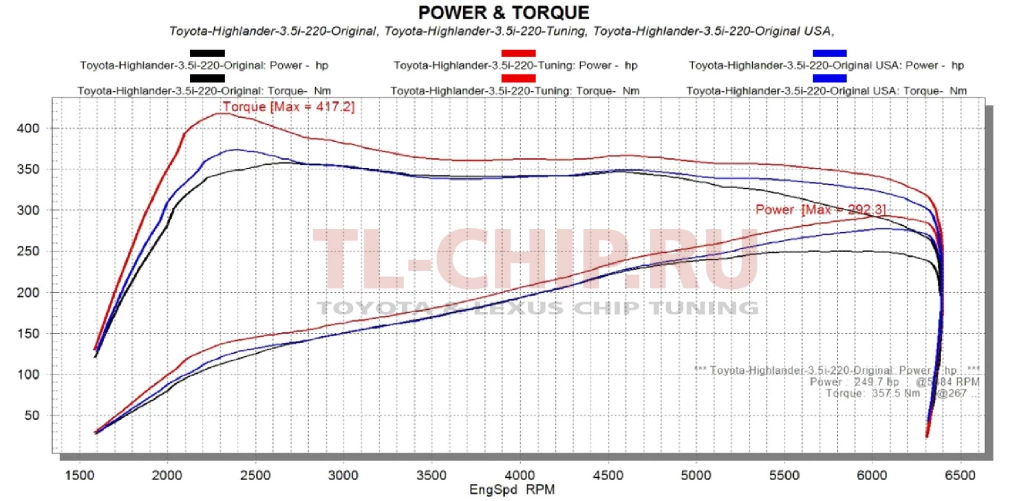 POWER & TORQUE
Toyota-Highlander-3.5i-220-Original, Toyota-Highlander-3.5i-220-Tuning, Toyota-Highlander-3.5i-220-Original USA,
Toyota-Highlander-3.5i-220-Original: Power - hp
Toyota-Highlander-3.5i-220-Tuning: Power - hp
Toyota-Highlander-3.5i-220-Original USA: Power - hp
Toyota-Highlander-3.5i-220-Original: Torque- Nm
Toyota-Highlander-3.5i-220-Tuning: Torque- Nm
Toyota-Highlander-3.5i-220-Original USA: Torque- Nm
Torque [Max = 417.2]
400
350
300
250
200
150
100
50
Power [Max = 292.3]
TL-CHIP.RU
TOYOTA & LEXUS CHIP TUNING
*** Toyota-Highlander-3.5i-220-Original: Power - hp ***
Power: 249.7 hp @5884 RPM
Torque: 357.5 Nm @267 ...
1500 2000 2500 3000 3500 4000 4500 5000 5500 6000 6500
EngSpd RPM